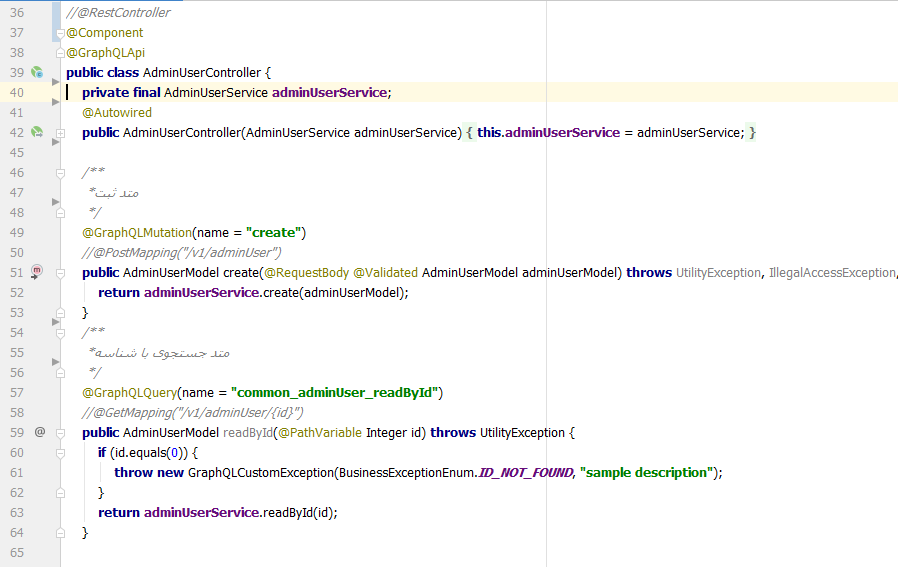 36 //@RestController
37 @Component
38 @GraphQLApi
39 public class AdminUserController {
40 private final AdminUserService adminUserService;
41 @Autowired
42 public AdminUserController(AdminUserService adminUserService) { this.adminUserService = adminUserService; }
45
46 /**
47 *متد ثبت
48 */
49 @GraphQLMutation(name = "create")
50 //@PostMapping("/v1/adminUser")
51 public AdminUserModel create(@RequestBody @Validated AdminUserModel adminUserModel) throws UtilityException, IllegalAccessException,
52 return adminUserService.create(adminUserModel);
53 }
54 /**
55 *متد جستجوی با شناسه
56 */
57 @GraphQLQuery(name = "common_adminUser_readById")
58 //@GetMapping("/v1/adminUser/{id}")
59 public AdminUserModel readById(@PathVariable Integer id) throws UtilityException {
60 if (id.equals(0)) {
61 throw new GraphQLCustomException(BusinessExceptionEnum.ID_NOT_FOUND, "sample description");
62 }
63 return adminUserService.readById(id);
64 }
65